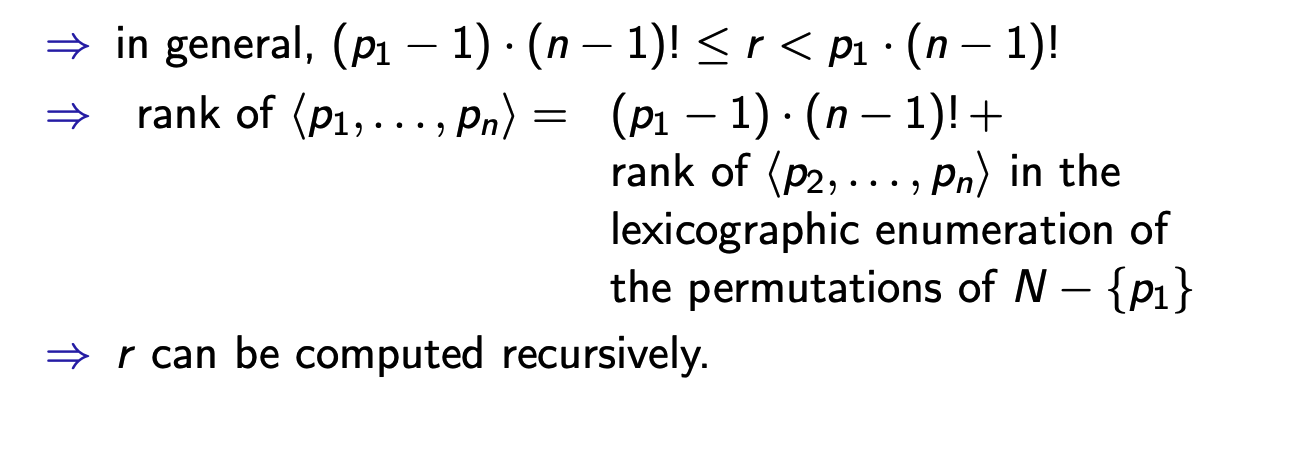 ⇒ in general, (p₁ − 1) · (n − 1)! ≤ r < p₁ · (n − 1)!
⇒ rank of ⟨p₁, . . . , pₙ⟩ = (p₁ − 1) · (n − 1)! +
rank of ⟨p₂, . . . , pₙ⟩ in the
lexicographic enumeration of
the permutations of N − {p₁}
⇒ r can be computed recursively.